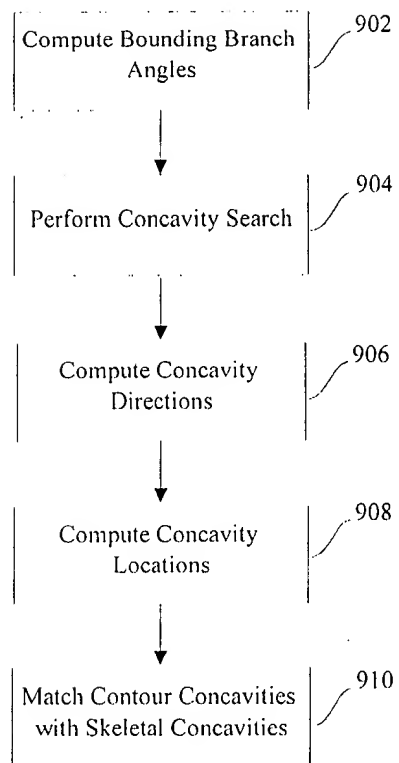 902
Compute Bounding Branch
Angles
904
Perform Concavity Search
906
Compute Concavity
Directions
908
Compute Concavity
Locations
910
Match Contour Concavities
with Skeletal Concavities